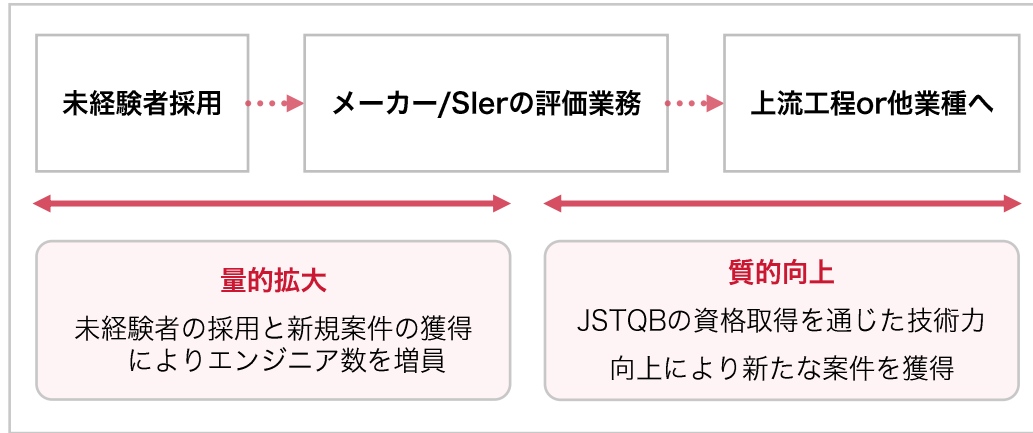 未経験者採用
メーカー/SIerの評価業務
上流工程or他業種へ
量的拡大
未経験者の採用と新規案件の獲得
によりエンジニア数を増員
質的向上
JSTQBの資格取得を通じた技術力
向上により新たな案件を獲得